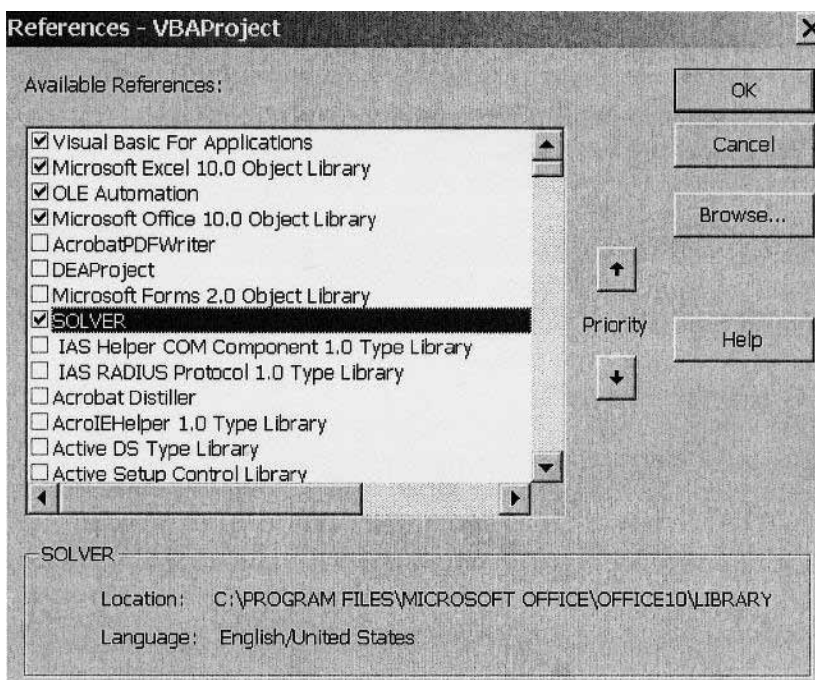 References - VBAProject
Available References:
OK
Cancel
Browse...
Help
Visual Basic For Applications
Microsoft Excel 10.0 Object Library
OLE Automation
Microsoft Office 10.0 Object Library
AcrobatPDFWriter
DEAProject
Microsoft Forms 2.0 Object Library
SOLVER
IAS Helper COM Component 1.0 Type Library
IAS RADIUS Protocol 1.0 Type Library
Acrobat Distiller
AcroIEHelper 1.0 Type Library
Active DS Type Library
Active Setup Control Library
Priority
SOLVER
Location: C:\PROGRAM FILES\MICROSOFT OFFICE\OFFICE10\LIBRARY
Language: English/United States